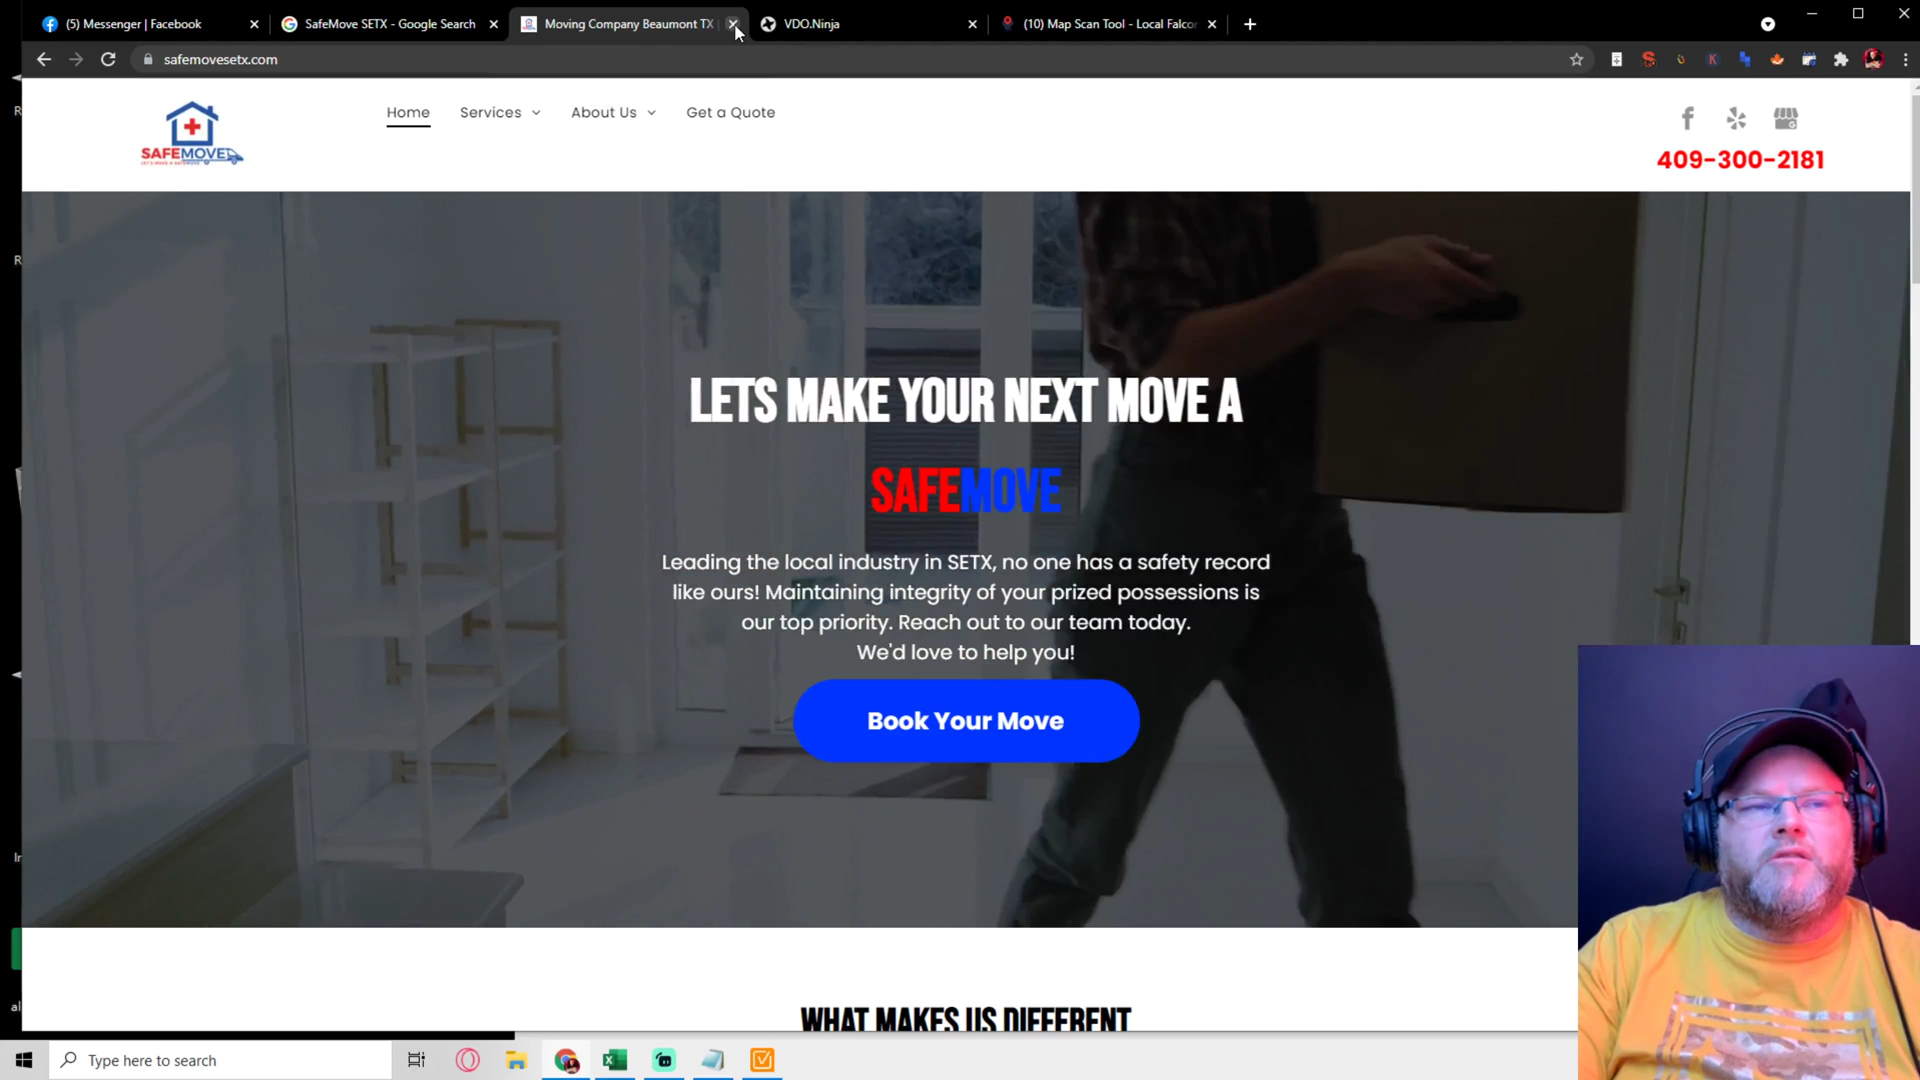 (5) Messenger | Facebook
SafeMove SETX - Google Search
Moving Company Beaumont TX |
VDO.Ninja
(10) Map Scan Tool - Local Falcor
safemovesetx.com
SAFEMOVE
Home
Services
About Us
Get a Quote
409-300-2181
LETS MAKE YOUR NEXT MOVE A
SAFEMOVE
Leading the local industry in SETX, no one has a safety record
like ours! Maintaining integrity of your prized possessions is
our top priority. Reach out to our team today.
We'd love to help you!
Book Your Move
WHAT MAKES US DIFFERENT
Type here to search